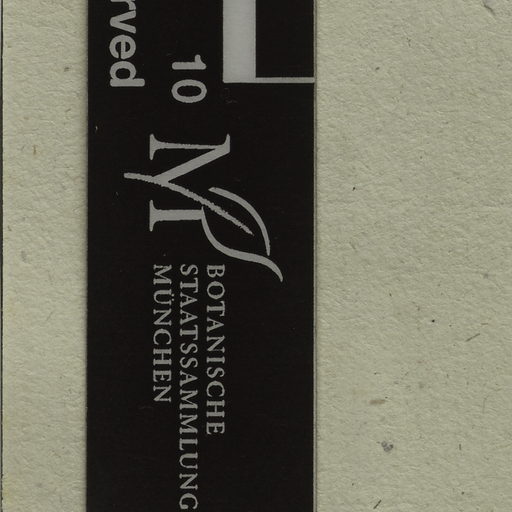 rved
10
BOTANISCHE
STAATSSAMMLUNG
MÜNCHEN